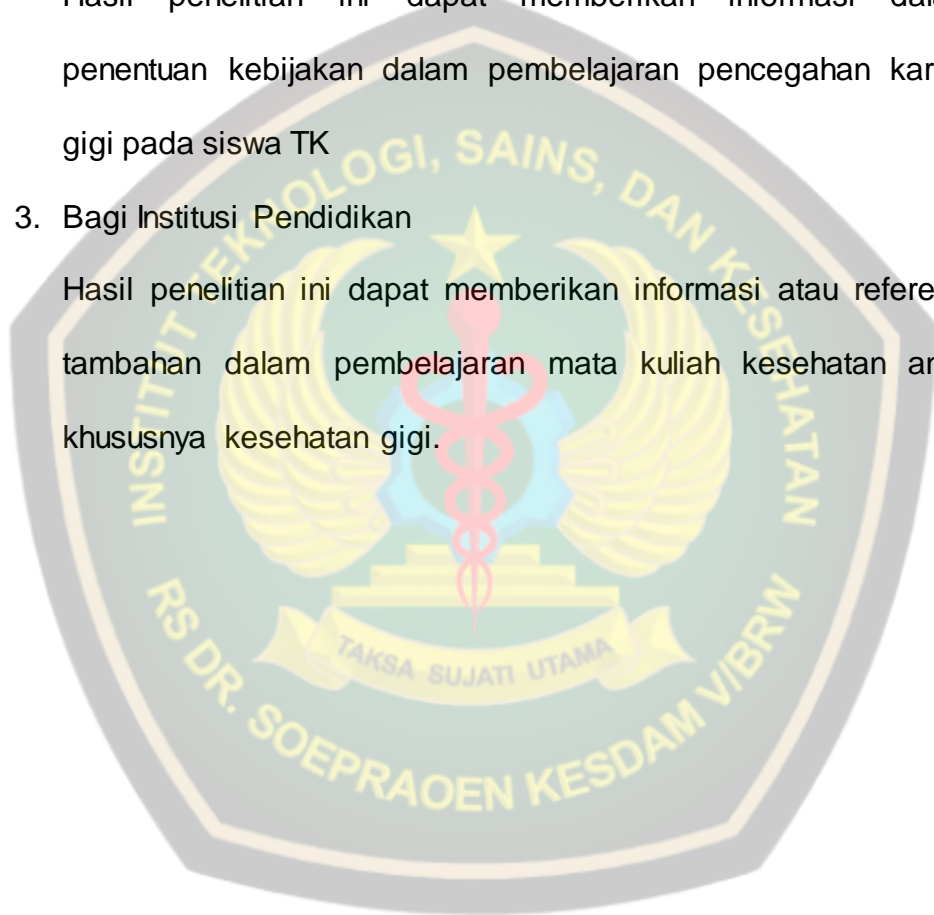 Hasil penelitian ini dapat memberikan informasi
penentuan kebijakan dalam pembelajaran pencegahan
gigi pada siswa TK
3. Bagi Institusi Pendidikan
Hasil penelitian ini dapat memberikan informasi atau
tambahan dalam pembelajaran mata kuliah kesehatan
khususnya kesehatan gigi.
INSTITUT TEKNOLOGI, SAINS, DAN KESEHATAN
RS DR. SOEPRAOEN KESDAM V/BRW
TAKSA SUJATI UTAMA